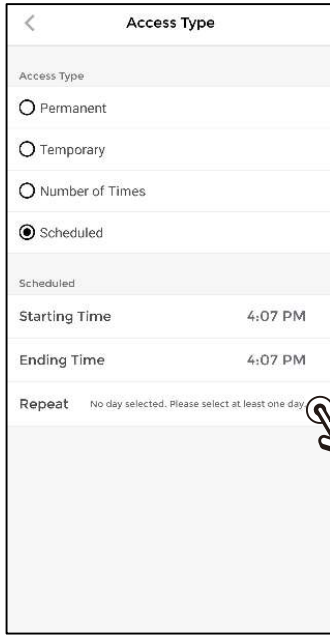 Access Type
Access Type
Permanent
Temporary
Number of Times
Scheduled
Scheduled
Starting Time 4:07 PM
Ending Time 4:07 PM
Repeat No day selected. Please select at least one day.